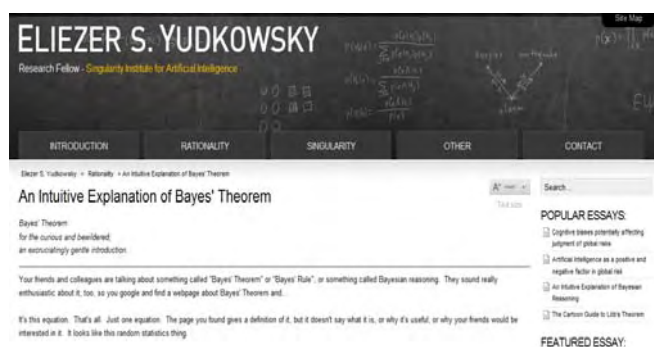 Site Map
ELIEZER S. YUDKOWSKY
Research Fellow - Singularity Institute for Artificial Intelligence
INTRODUCTION
RATIONALITY
SINGULARITY
OTHER
CONTACT
Eliezer S. Yudkowsky » Rationality » An Intuitive Explanation of Bayes' Theorem
An Intuitive Explanation of Bayes' Theorem
Text size
Bayes' Theorem
for the curious and bewildered;
an excruciatingly gentle introduction.
Your friends and colleagues are talking about something called "Bayes' Theorem" or "Bayes' Rule", or something called Bayesian reasoning. They sound really
enthusiastic about it, too, so you google and find a webpage about Bayes' Theorem and...
It's this equation. That's all. Just one equation. The page you found gives a definition of it, but it doesn't say what it is, or why it's useful, or why your friends would be
interested in it. It looks like this random statistics thing.
Search...
POPULAR ESSAYS:
Cognitive biases potentially affecting
judgment of global risks
Artificial Intelligence as a positive and
negative factor in global risk
An Intuitive Explanation of Bayesian
Reasoning
The Cartoon Guide to Löb's Theorem
FEATURED ESSAY: